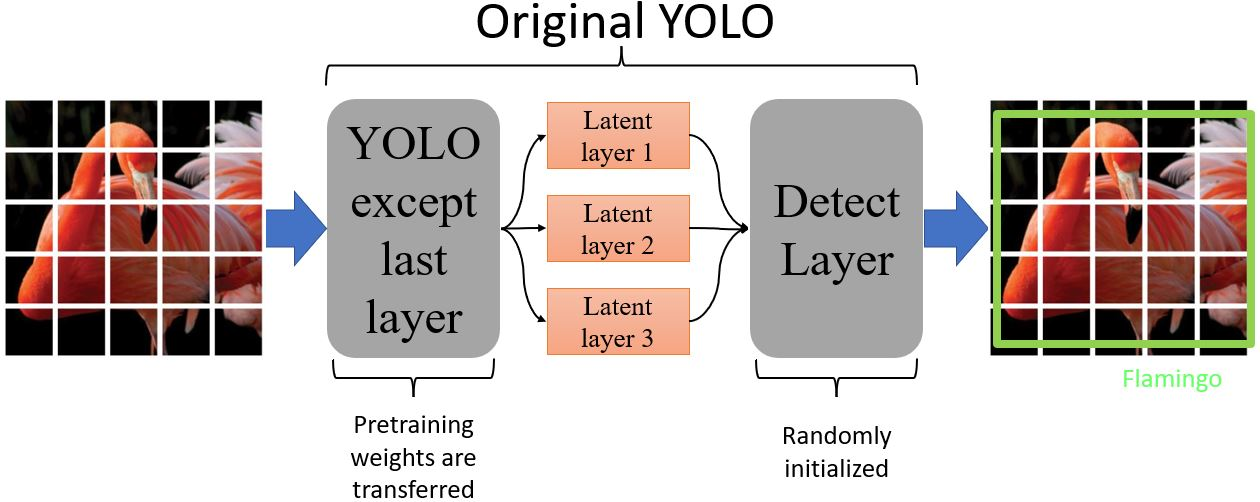 Original YOLO
YOLO
except
last
layer
Latent
layer 1
Latent
layer 2
Latent
layer 3
Detect
Layer
Flamingo
Pretraining
weights are
transferred
Randomly
initialized